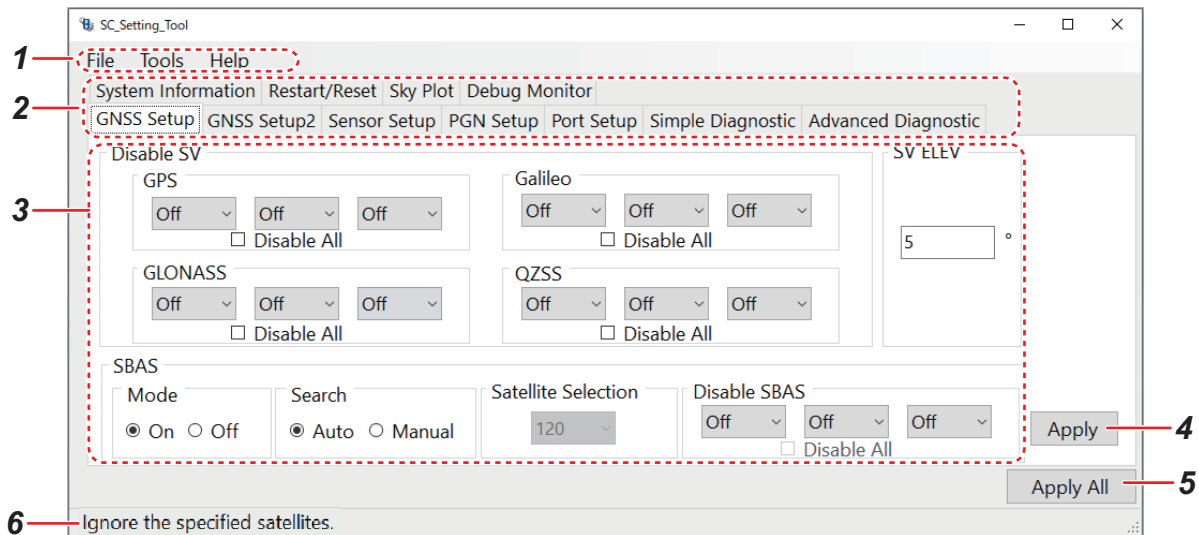 SC_Setting_Tool
1 File Tools Help
System Information Restart/Reset Sky Plot Debug Monitor
2
GNSS Setup GNSS Setup2 Sensor Setup PGN Setup Port Setup Simple Diagnostic Advanced Diagnostic
Disable SV SV ELEV
GPS Galileo
3 Off Off Off Off Off Off
Disable All Disable All
5 °
GLONASS QZSS
Off Off Off Off Off Off
Disable All Disable All
SBAS
Mode Search Satellite Selection Disable SBAS
On Off Auto Manual 120 Off Off Off Apply 4
Disable All
Apply All 5
6 Ignore the specified satellites.